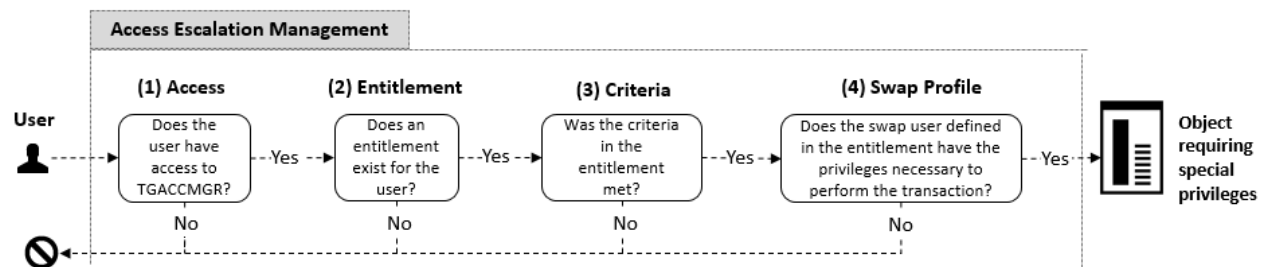 Access Escalation Management
(1) Access
(2) Entitlement
(3) Criteria
(4) Swap Profile
User
Does the
user have
access to
TGACCMGR?
Yes
Does an
entitlement
exist for the
user?
Yes
Was the criteria
in the
entitlement
met?
Yes
Does the swap user defined
in the entitlement have the
privileges necessary to
perform the transaction?
Yes
Object
requiring
special
privileges
No
No
No
No